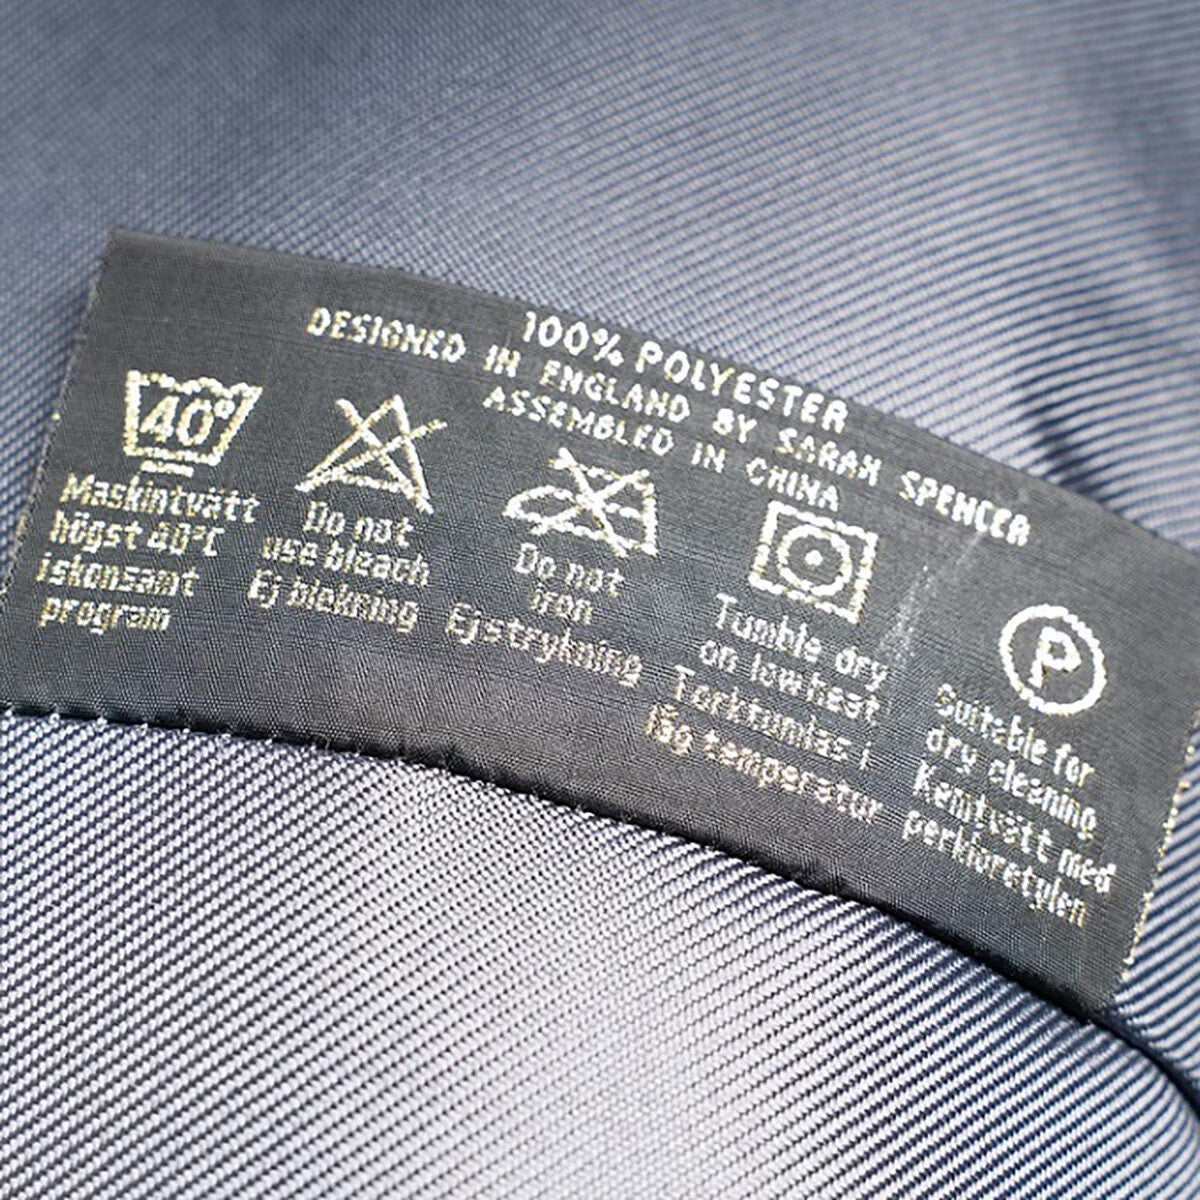 100% POLYESTER
DESIGNED IN ENGLAND BY SARAH SPENCER
ASSEMBLED IN CHINA
40°
Maskintvätt
högst 40°C
iskonsamt
program
Do not
use bleach
Ej blekning
Do not
iron
Ej strykning
Tumble dry
on low heat
Torktumlas i
låg temperatur
P
Suitable for
dry cleaning
Kemtvätt med
perkloretylen